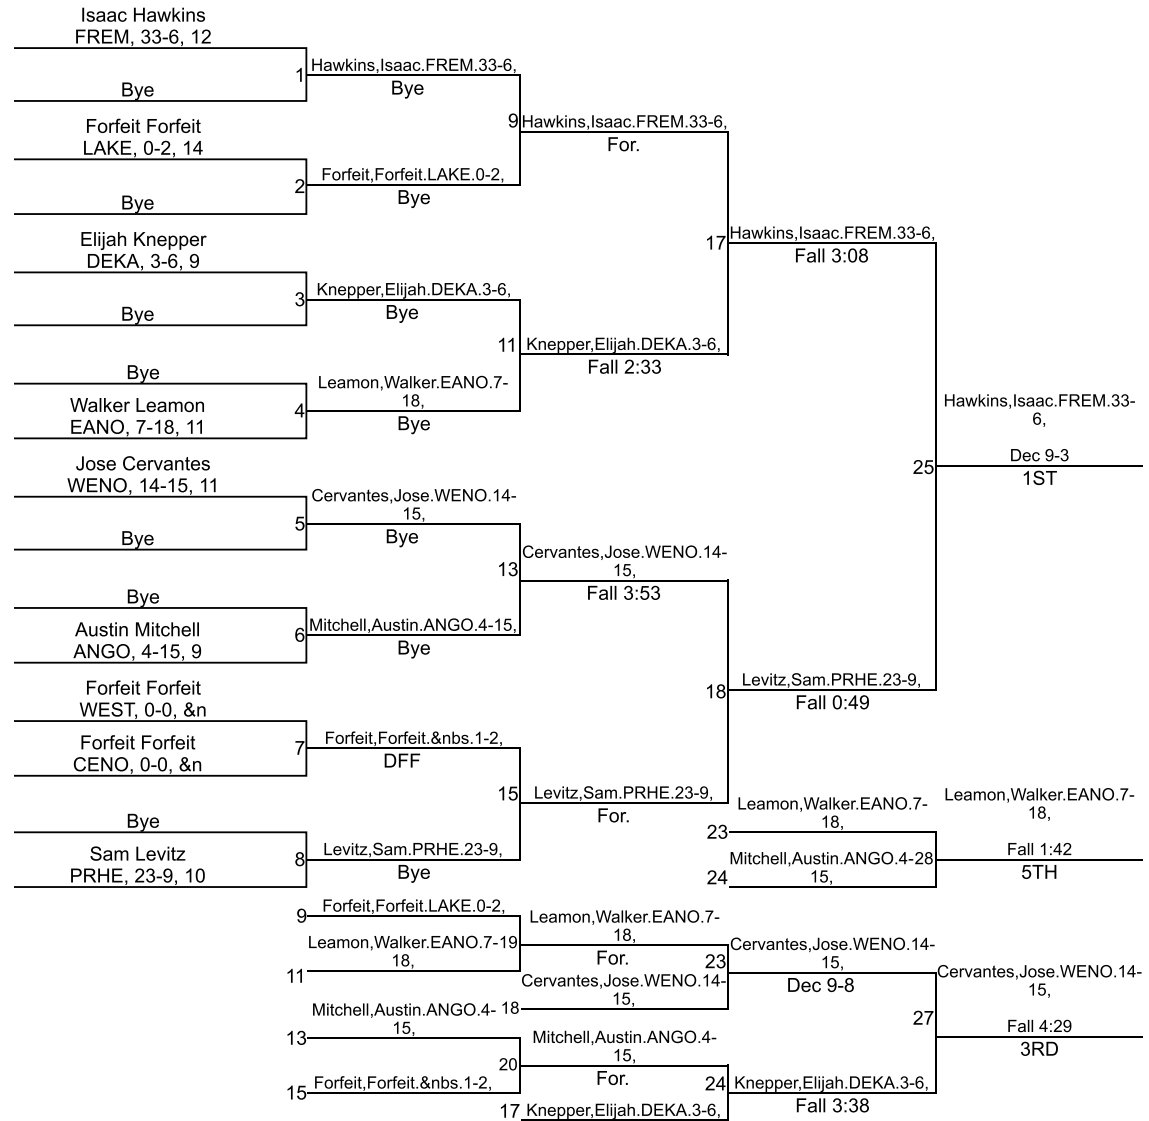 Isaac Hawkins
FREM, 33-6, 12
1
Bye
Hawkins,Isaac.FREM.33-6,
Bye
Forfeit Forfeit
LAKE, 0-2, 14
2
Bye
Forfeit,Forfeit.LAKE.0-2,
Bye
9
Hawkins,Isaac.FREM.33-6,
For.
Elijah Knepper
DEKA, 3-6, 9
3
Bye
Knepper,Elijah.DEKA.3-6,
Bye
Bye
4
Walker Leamon
EANO, 7-18, 11
Leamon,Walker.EANO.7-
18,
Bye
11
Knepper,Elijah.DEKA.3-6,
Fall 2:33
17
Hawkins,Isaac.FREM.33-6,
Fall 3:08
Jose Cervantes
WENO, 14-15, 11
5
Bye
Cervantes,Jose.WENO.14-
15,
Bye
Bye
6
Austin Mitchell
ANGO, 4-15, 9
Mitchell,Austin.ANGO.4-15,
Bye
13
Cervantes,Jose.WENO.14-
15,
Fall 3:53
Forfeit Forfeit
WEST, 0-0, &n
7
Forfeit Forfeit
CENO, 0-0, &n
Forfeit,Forfeit.&nbs.1-2,
DFF
Bye
8
Sam Levitz
PRHE, 23-9, 10
Levitz,Sam.PRHE.23-9,
Bye
15
Levitz,Sam.PRHE.23-9,
For.
18
Levitz,Sam.PRHE.23-9,
Fall 0:49
25
Hawkins,Isaac.FREM.33-
6,
Dec 9-3
1ST
23
Leamon,Walker.EANO.7-
18,
24
Mitchell,Austin.ANGO.4-28
15,
Leamon,Walker.EANO.7-
18,
Fall 1:42
5TH
9
Forfeit,Forfeit.LAKE.0-2,
11
Leamon,Walker.EANO.7-19
18,
Leamon,Walker.EANO.7-
18,
For.
18
Cervantes,Jose.WENO.14-
15,
23
Cervantes,Jose.WENO.14-
15,
Dec 9-8
13
Mitchell,Austin.ANGO.4-
15,
15
Forfeit,Forfeit.&nbs.1-2,
20
Mitchell,Austin.ANGO.4-
15,
For.
17
Knepper,Elijah.DEKA.3-6,
24
Knepper,Elijah.DEKA.3-6,
Fall 3:38
27
Cervantes,Jose.WENO.14-
15,
Fall 4:29
3RD